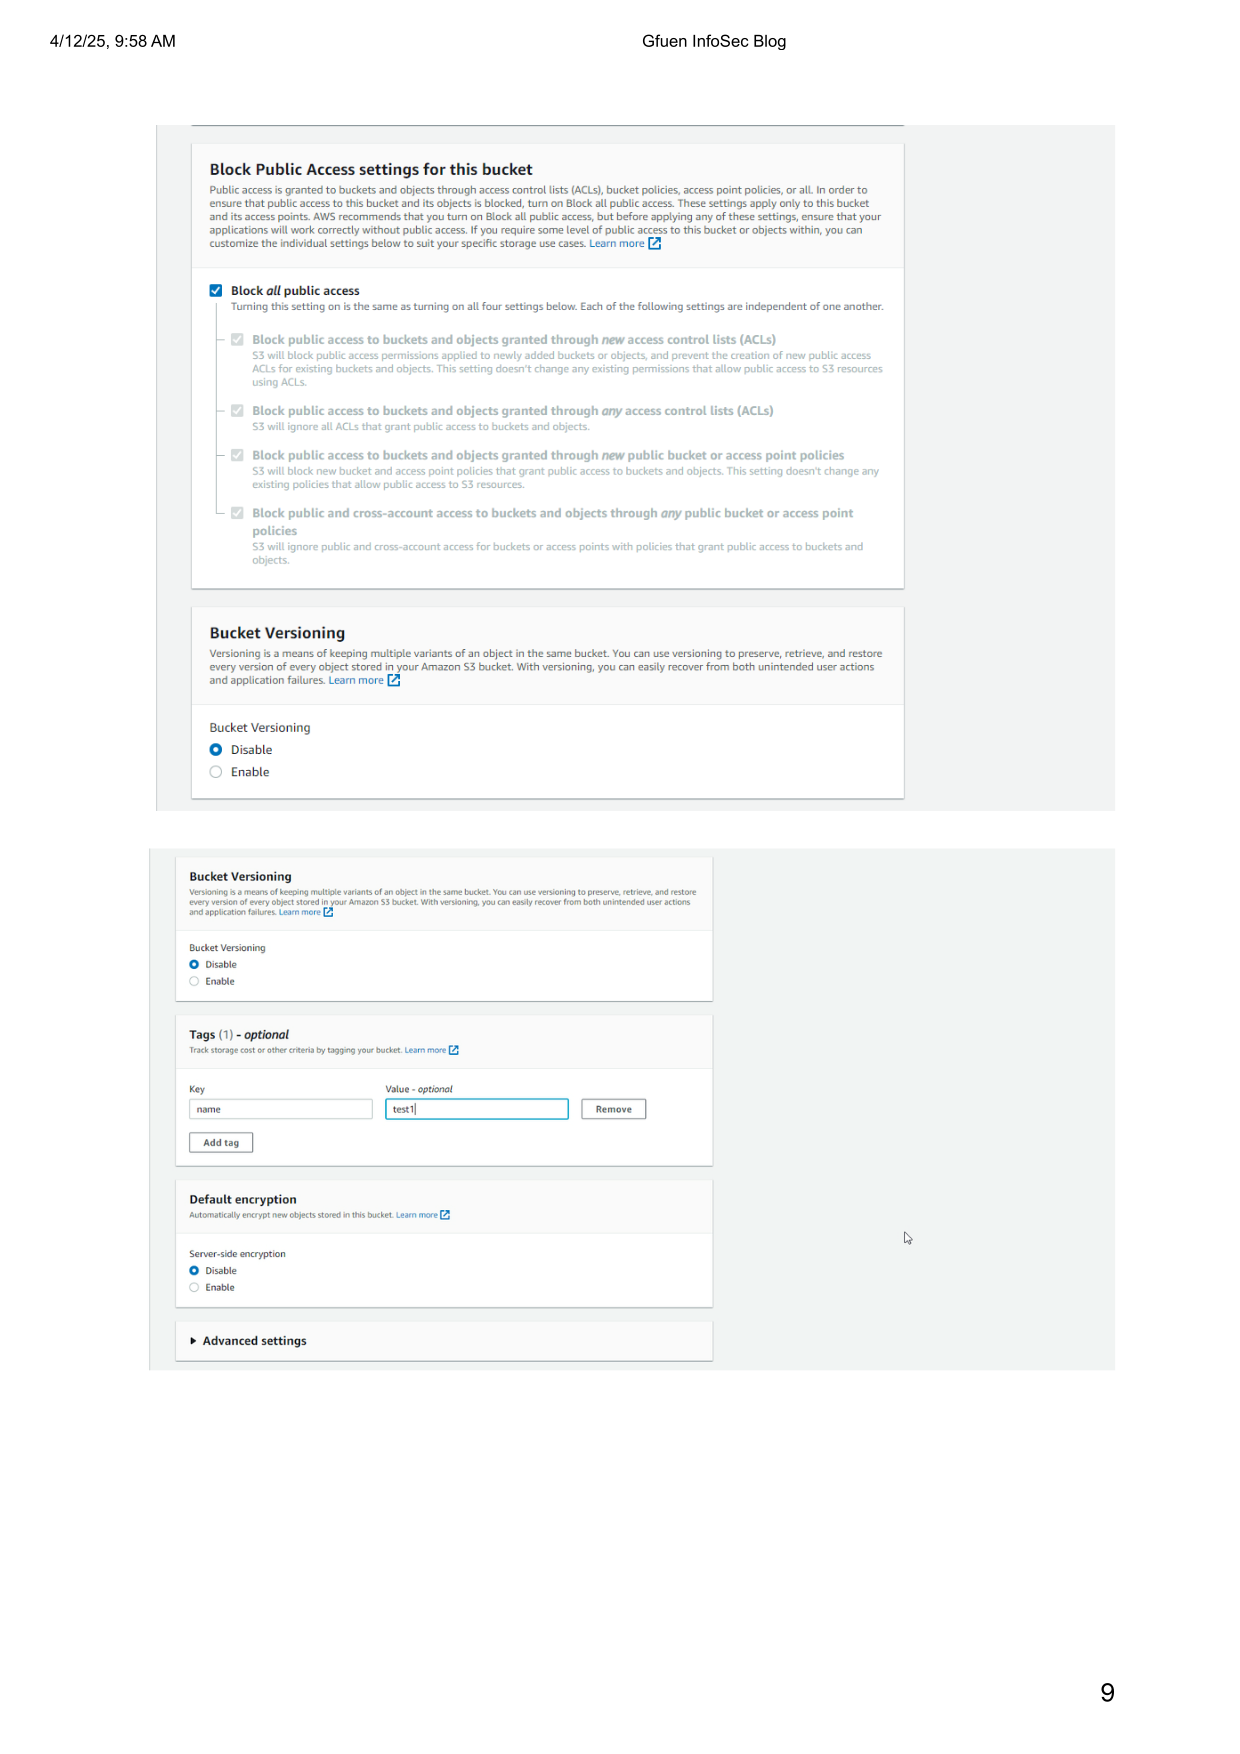 4/12/25, 9:58 AM
Gfuen InfoSec Blog
Block Public Access settings for this bucket
Public access is granted to buckets and objects through access control lists (ACLs), bucket policies, access point policies, or all. In order to
ensure that public access to this bucket and its objects is blocked, turn on Block all public access. These settings apply only to this bucket
and its access points. AWS recommends that you turn on Block all public access, but before applying any of these settings, ensure that your
applications will work correctly without public access. If you require some level of public access to this bucket or objects within, you can
customize the individual settings below to suit your specific storage use cases. Learn more
Block all public access
Turning this setting on is the same as turning on all four settings below. Each of the following settings are independent of one another.
Block public access to buckets and objects granted through new access control lists (ACLs)
S3 will block public access permissions applied to newly added buckets or objects, and prevent the creation of new public access
ACLs for existing buckets and objects. This setting doesn't change any existing permissions that allow public access to S3 resources
using ACLs.
Block public access to buckets and objects granted through any access control lists (ACLs)
S3 will ignore all ACLs that grant public access to buckets and objects.
Block public access to buckets and objects granted through new public bucket or access point policies
S3 will block new bucket and access point policies that grant public access to buckets and objects. This setting doesn't change any
existing policies that allow public access to S3 resources.
Block public and cross-account access to buckets and objects through any public bucket or access point
policies
S3 will ignore public and cross-account access for buckets or access points with policies that grant public access to buckets and
objects.
Bucket Versioning
Versioning is a means of keeping multiple variants of an object in the same bucket. You can use versioning to preserve, retrieve, and restore
every version of every object stored in your Amazon S3 bucket. With versioning, you can easily recover from both unintended user actions
and application failures. Learn more
Bucket Versioning
Disable
Enable
Bucket Versioning
Versioning is a means of keeping multiple variants of an object in the same bucket. You can use versioning to preserve, retrieve, and restore
every version of every object stored in your Amazon S3 bucket. With versioning, you can easily recover from both unintended user actions
and application failures. Learn more
Bucket Versioning
Disable
Enable
Tags (1) - optional
Track storage cost or other criteria by tagging your bucket. Learn more
Key
Value - optional
name
test1
Remove
Add tag
Default encryption
Automatically encrypt new objects stored in this bucket. Learn more
Server-side encryption
Disable
Enable
Advanced settings
9